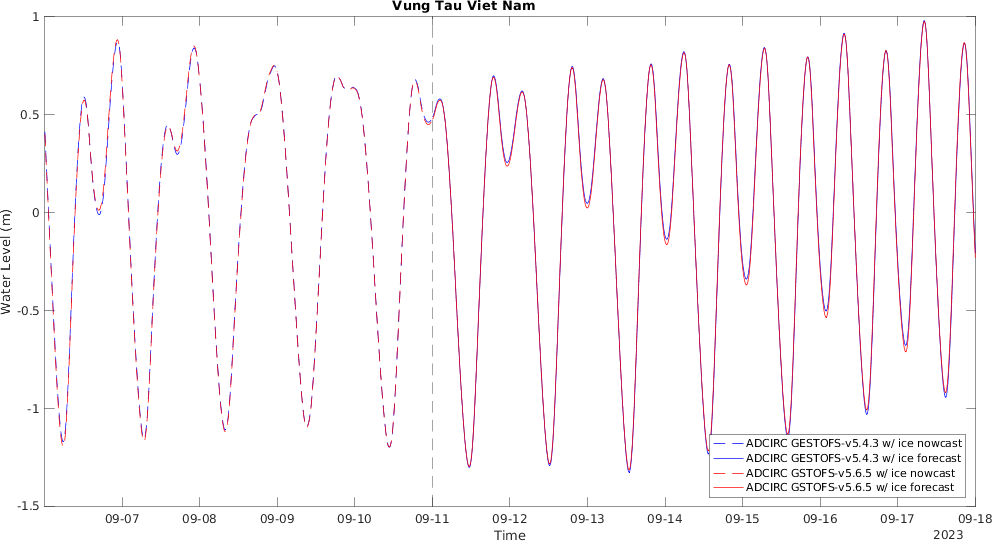 Vung Tau Viet Nam
Water Level (m)
1
0.5
0
-0.5
-1
-1.5
ADCIRC GESTOFS-v5.4.3 w/ ice nowcast
ADCIRC GESTOFS-v5.4.3 w/ ice forecast
ADCIRC GSTOFS-v5.6.5 w/ ice nowcast
ADCIRC GSTOFS-v5.6.5 w/ ice forecast
09-07 09-08 09-09 09-10 09-11 09-12 09-13 09-14 09-15 09-16 09-17 09-18
Time
2023